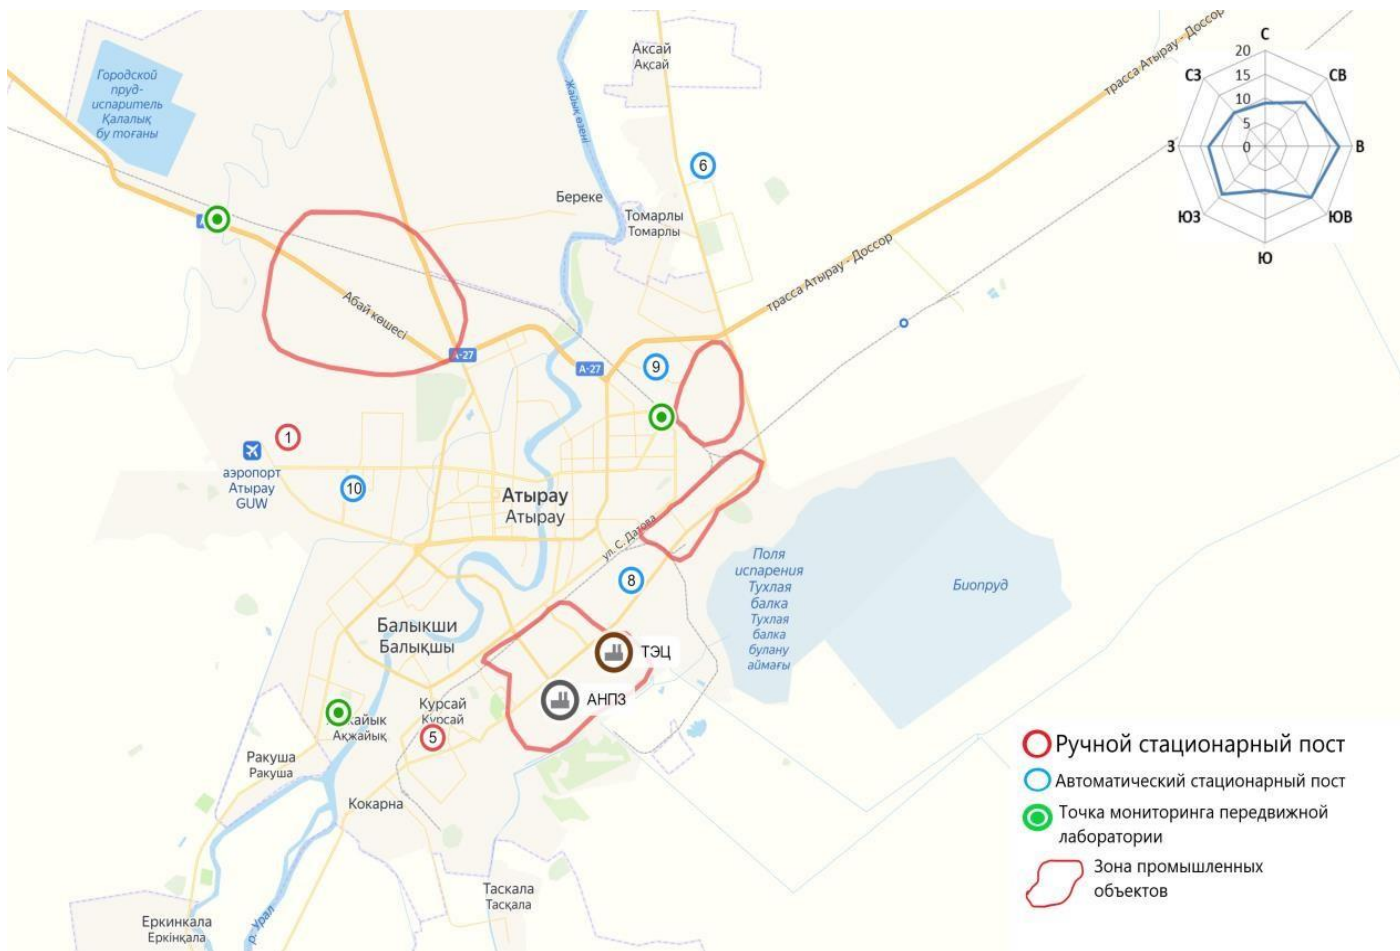 Аксай
Ақсай
Городской
пруд-
испаритель
Қалалық
бу тоғаны
Жайық өзені
трасса Атырау - Доссор
С
СВ
В
ЮВ
Ю
ЮЗ
З
СЗ
20
15
10
5
0
6
Береке
Томарлы
Томарлы
трасса Атырау - Доссор
Абай көшесі
А-27
А-27
9
1
аэропорт
Атырау
GUW
10
Атырау
Атырау
ул. С. Датова
8
Поля
испарения
Тухлая
балка
Тухлая
балка
булану
аймағы
Биопруд
Балыкши
Балықшы
ТЭЦ
АНПЗ
Курсай
Құрсай
5
Ақжайық
Ракуша
Ракуша
Кокарна
Таскала
Тасқала
Еркинкала
Еркінқала
р. Урал
Ручной стационарный пост
Автоматический стационарный пост
Точка мониторинга передвижной
лаборатории
Зона промышленных
объектов